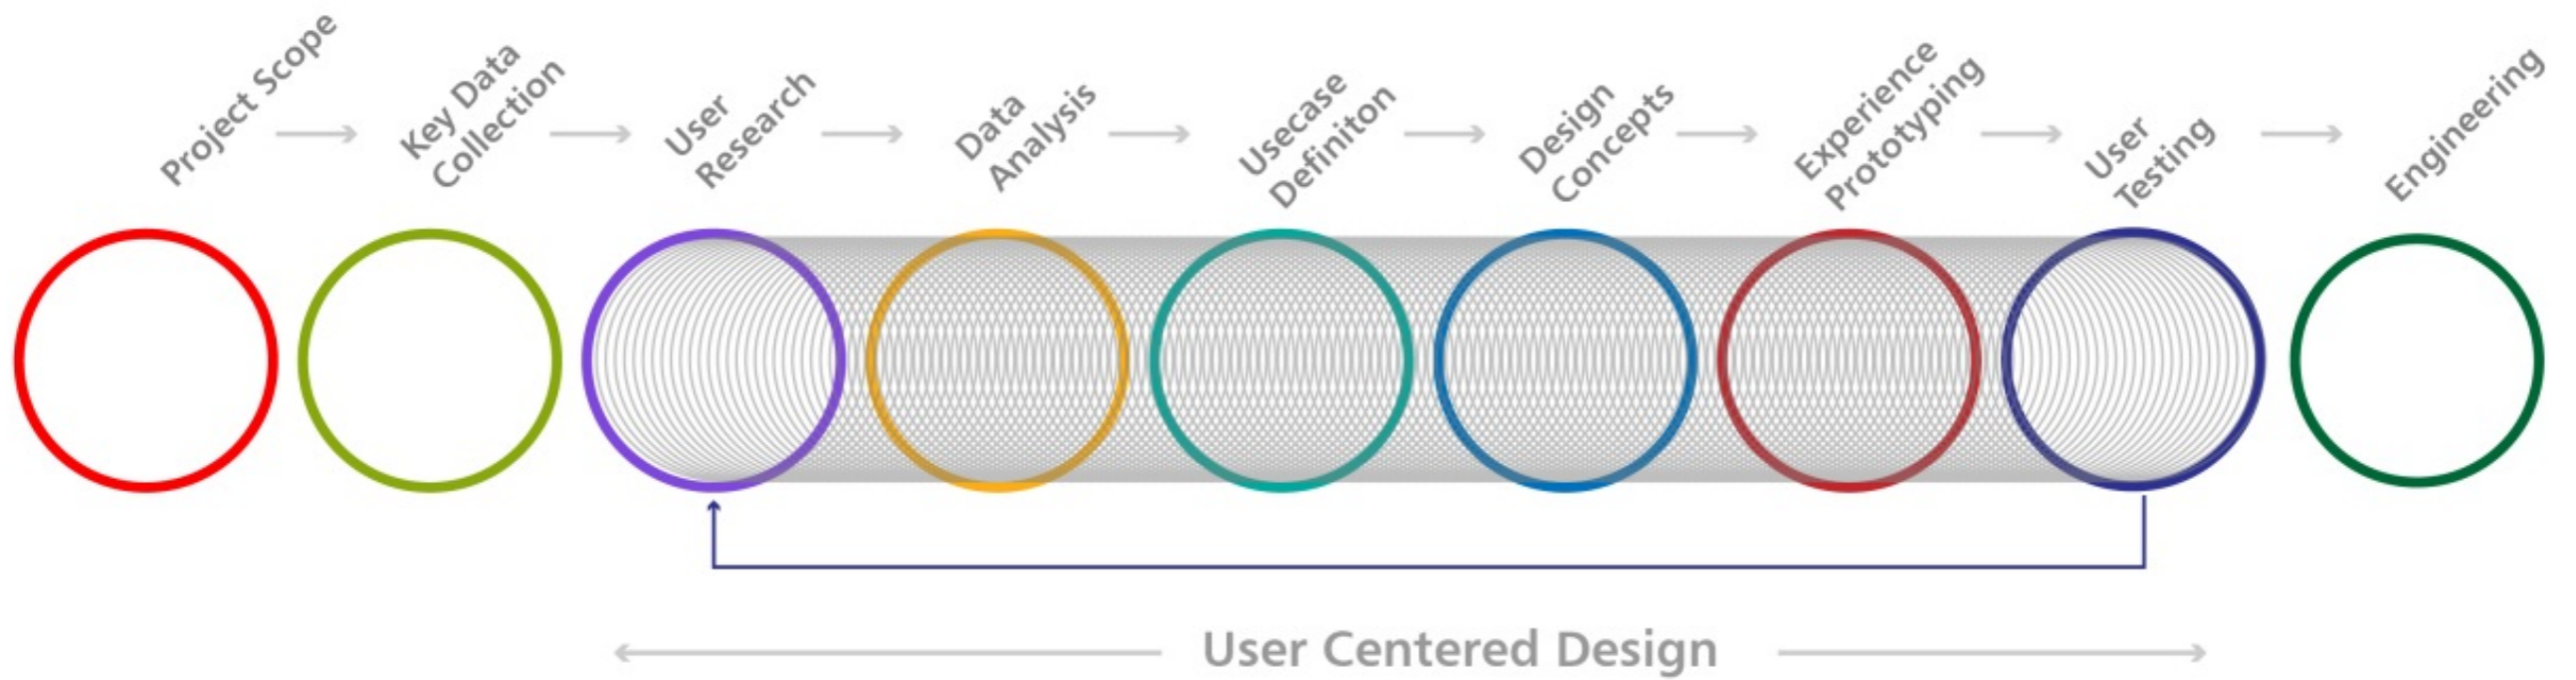 Project Scope
Key Data
Collection
User
Research
Data
Analysis
Usecase
Definiton
Design
Concepts
Experience
Prototyping
User
Testing
Engineering
User Centered Design